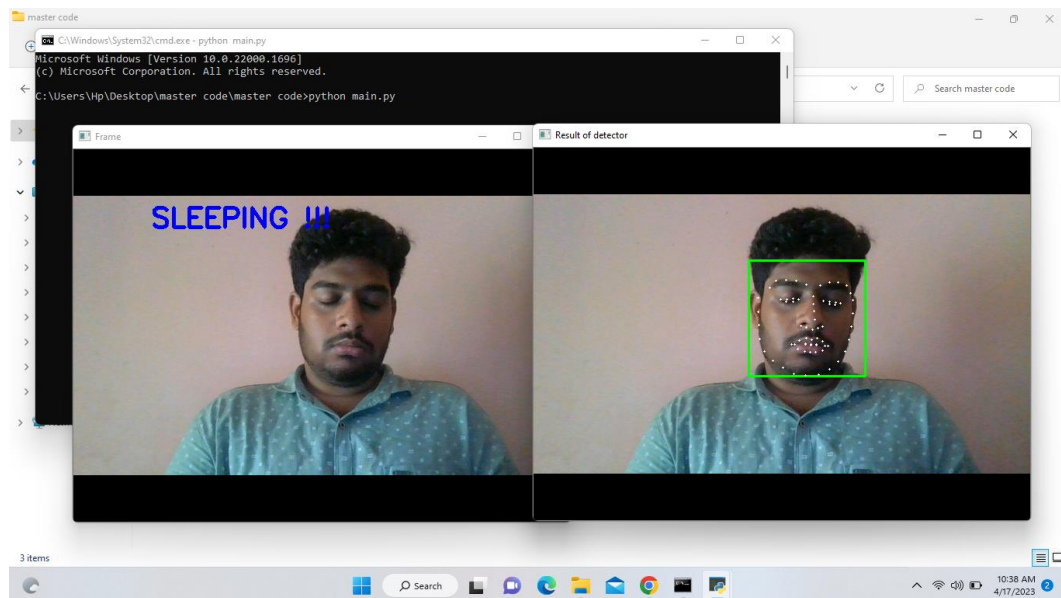 master code
C:\Windows\System32\cmd.exe - python  main.py
Microsoft Windows [Version 10.0.22000.1696]
(c) Microsoft Corporation. All rights reserved.
C:\Users\Hp\Desktop\master code\master code>python main.py
Search master code
Frame
Result of detector
SLEEPING !!!
3 items
Search
10:38 AM
4/17/2023
2